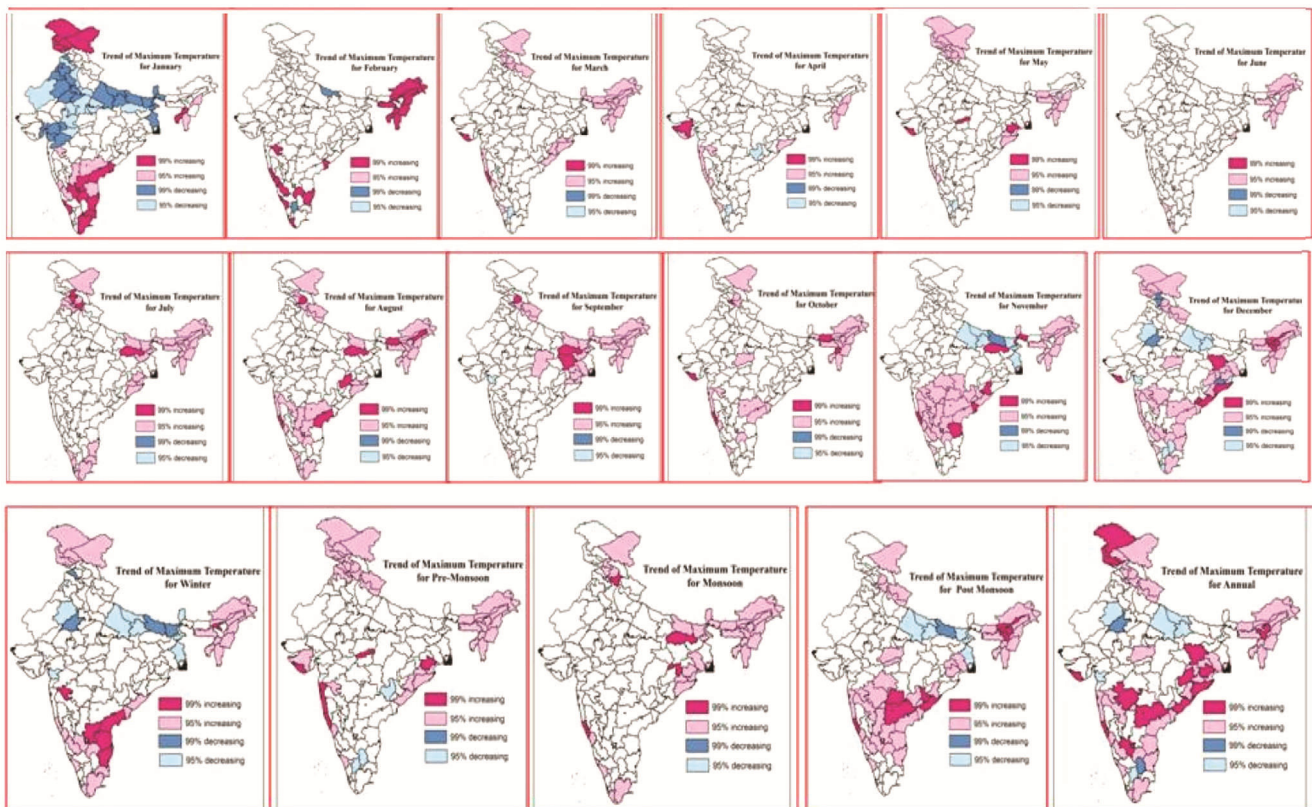 Trend of Maximum Temperature
for January
99% increasing
95% increasing
99% decreasing
95% decreasing
Trend of Maximum Temperature
for February
99% increasing
95% increasing
99% decreasing
95% decreasing
Trend of Maximum Temperature
for March
99% increasing
95% increasing
99% decreasing
95% decreasing
Trend of Maximum Temperature
for April
99% increasing
95% increasing
99% decreasing
95% decreasing
Trend of Maximum Temperature
for May
99% increasing
95% increasing
99% decreasing
95% decreasing
Trend of Maximum Temperatur
for June
99% increasing
95% increasing
99% decreasing
95% decreasing
Trend of Maximum Temperature
for July
99% increasing
95% increasing
99% decreasing
95% decreasing
Trend of Maximum Temperature
for August
99% increasing
95% increasing
99% decreasing
95% decreasing
Trend of Maximum Temperature
for September
99% increasing
95% increasing
99% decreasing
95% decreasing
Trend of Maximum Temperature
for October
99% increasing
95% increasing
99% decreasing
95% decreasing
Trend of Maximum Temperature
for November
99% increasing
95% increasing
99% decreasing
95% decreasing
Trend of Maximum Temperature
for December
99% increasing
95% increasing
99% decreasing
95% decreasing
Trend of Maximum Temperature
for Winter
99% increasing
95% increasing
99% decreasing
95% decreasing
Trend of Maximum Temperature
for Pre-Monsoon
99% increasing
95% increasing
99% decreasing
95% decreasing
Trend of Maximum Temperature
for Monsoon
99% increasing
95% increasing
99% decreasing
95% decreasing
Trend of Maximum Temperature
for Post Monsoon
99% increasing
95% increasing
99% decreasing
95% decreasing
Trend of Maximum Temperature
for Annual
99% increasing
95% increasing
99% decreasing
95% decreasing